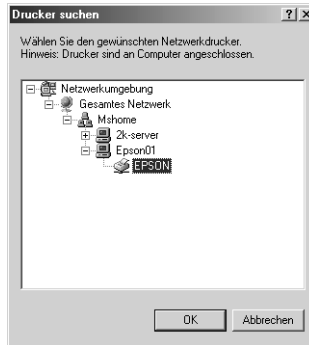 Drucker suchen
Wählen Sie den gewünschten Netzwerkdrucker.
Hinweis: Drucker sind an Computer angeschlossen.
Netzwerkumgebung
Gesamtes Netzwerk
Mshome
2k-server
Epson01
EPSON
OK Abbrechen